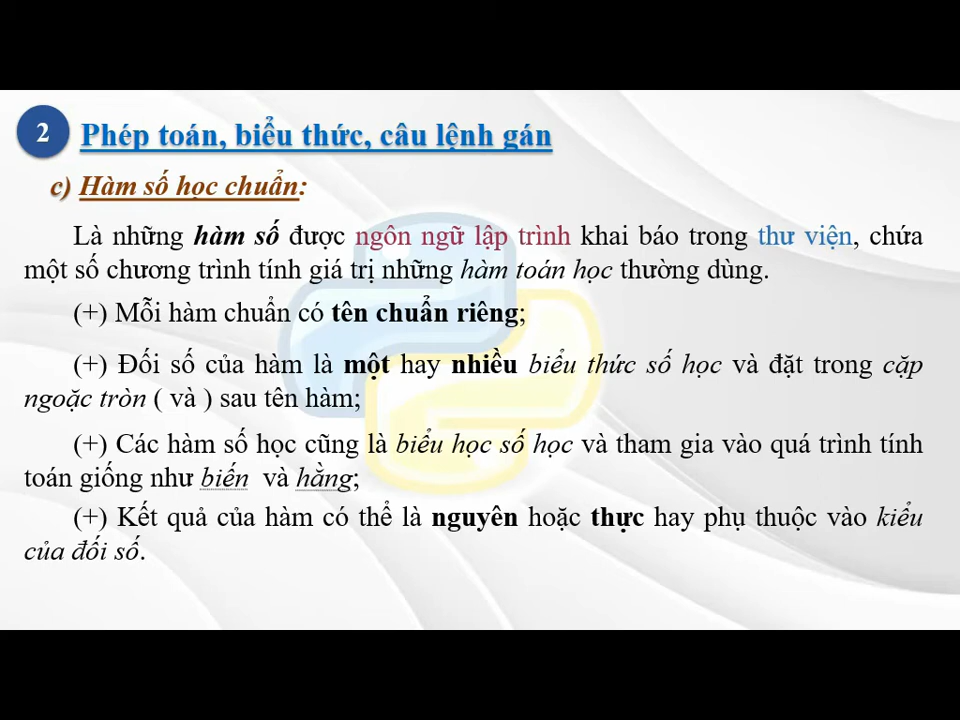 2
Phép toán, biểu thức, câu lệnh gán
c) Hàm số học chuẩn:
Là những hàm số được ngôn ngữ lập trình khai báo trong thư viện, chứa
một số chương trình tính giá trị những hàm toán học thường dùng.
(+) Mỗi hàm chuẩn có tên chuẩn riêng;
(+) Đối số của hàm là một hay nhiều biểu thức số học và đặt trong cặp
ngoặc tròn ( và ) sau tên hàm;
(+) Các hàm số học cũng là biểu học số học và tham gia vào quá trình tính
toán giống như biến và hằng;
(+) Kết quả của hàm có thể là nguyên hoặc thực hay phụ thuộc vào kiểu
của đối số.